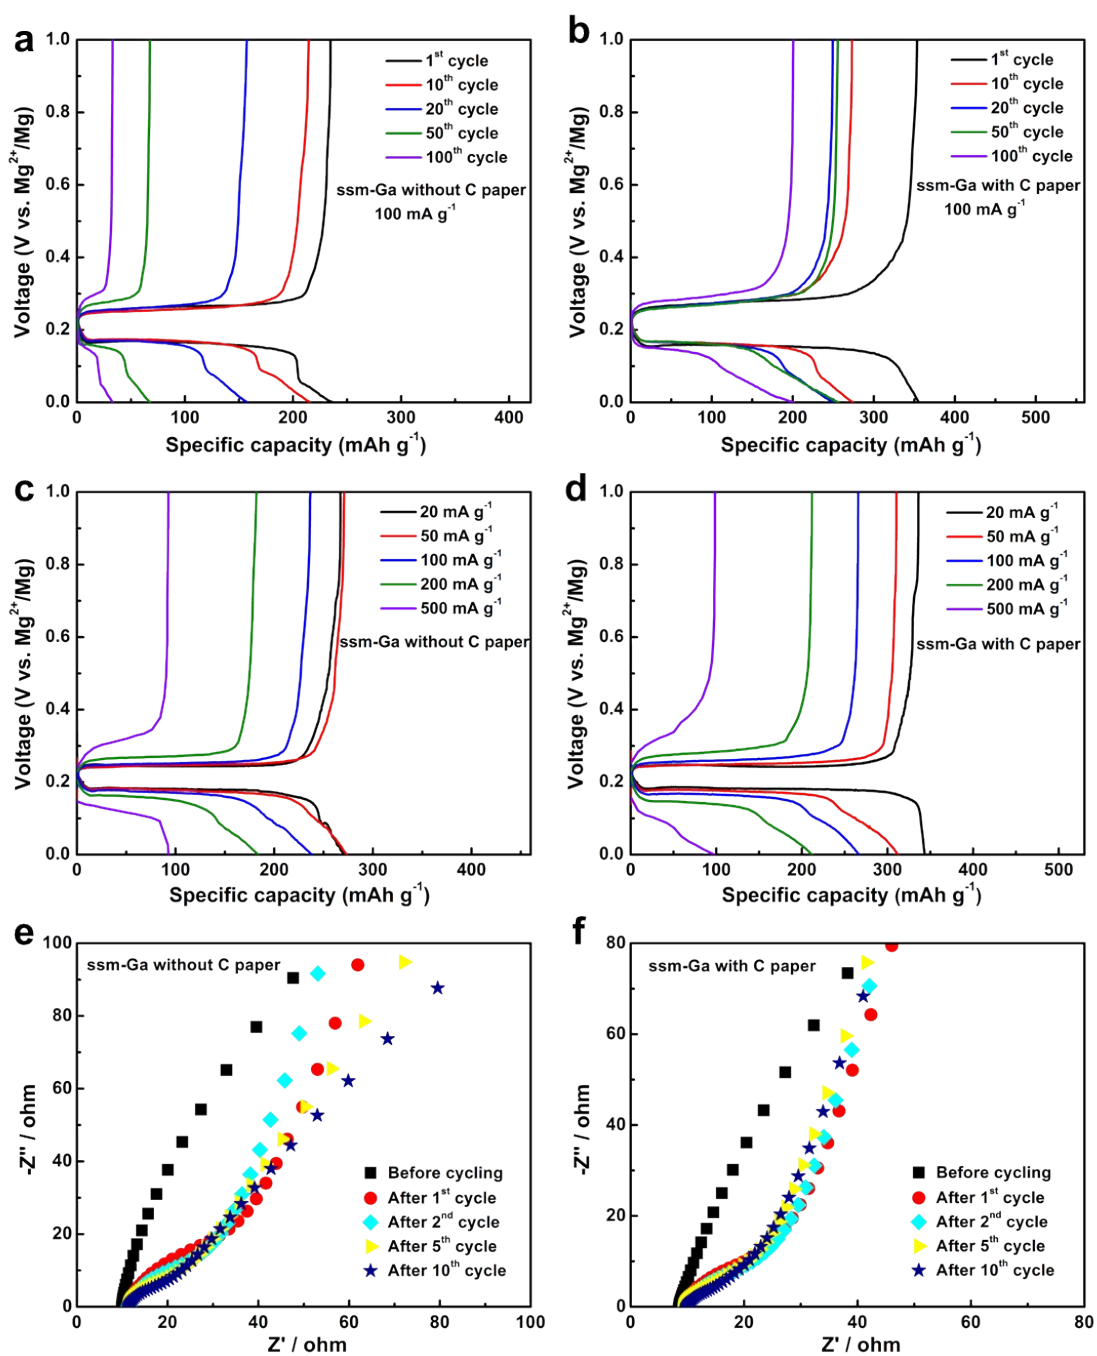 a
1.0
0.8
0.6
0.4
0.2
0.0
Voltage (V vs. Mg²⁺/Mg)
1ˢᵗ cycle
10ᵗʰ cycle
20ᵗʰ cycle
50ᵗʰ cycle
100ᵗʰ cycle
ssm-Ga without C paper
100 mA g⁻¹
0 100 200 300 400
Specific capacity (mAh g⁻¹)
b
1.0
0.8
0.6
0.4
0.2
0.0
Voltage (V vs. Mg²⁺/Mg)
1ˢᵗ cycle
10ᵗʰ cycle
20ᵗʰ cycle
50ᵗʰ cycle
100ᵗʰ cycle
ssm-Ga with C paper
100 mA g⁻¹
0 100 200 300 400 500
Specific capacity (mAh g⁻¹)
c
1.0
0.8
0.6
0.4
0.2
0.0
Voltage (V vs. Mg²⁺/Mg)
20 mA g⁻¹
50 mA g⁻¹
100 mA g⁻¹
200 mA g⁻¹
500 mA g⁻¹
ssm-Ga without C paper
0 100 200 300 400
Specific capacity (mAh g⁻¹)
d
1.0
0.8
0.6
0.4
0.2
0.0
Voltage (V vs. Mg²⁺/Mg)
20 mA g⁻¹
50 mA g⁻¹
100 mA g⁻¹
200 mA g⁻¹
500 mA g⁻¹
ssm-Ga with C paper
0 100 200 300 400 500
Specific capacity (mAh g⁻¹)
e
100
80
60
40
20
0
-Z'' / ohm
ssm-Ga without C paper
Before cycling
After 1ˢᵗ cycle
After 2ⁿᵈ cycle
After 5ᵗʰ cycle
After 10ᵗʰ cycle
0 20 40 60 80 100
Z' / ohm
f
80
60
40
20
0
-Z'' / ohm
ssm-Ga with C paper
Before cycling
After 1ˢᵗ cycle
After 2ⁿᵈ cycle
After 5ᵗʰ cycle
After 10ᵗʰ cycle
0 20 40 60 80
Z' / ohm